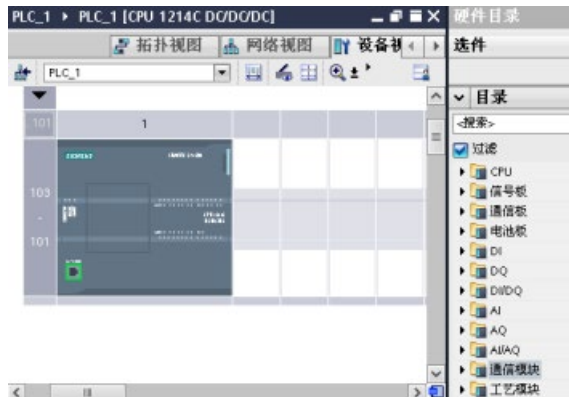 PLC_1 ▸ PLC_1 [CPU 1214C DC/DC/DC]
拓扑视图
网络视图
设备视
PLC_1
101
1
103
101
SIEMENS
硬件目录
选件
目录
<搜索>
过滤
CPU
信号板
通信板
电池板
DI
DQ
DI/DQ
AI
AQ
AI/AQ
通信模块
工艺模块